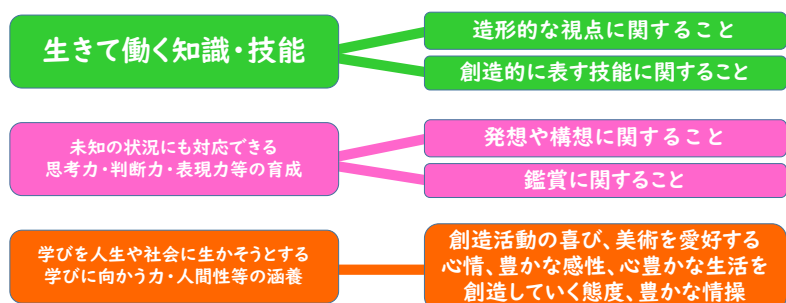 生きて働く知識・技能
造形的な視点に関すること
創造的に表す技能に関すること
未知の状況にも対応できる
思考力・判断力・表現力等の育成
発想や構想に関すること
鑑賞に関すること
学びを人生や社会に生かそうとする
学びに向かう力・人間性等の涵養
創造活動の喜び、美術を愛好する
心情、豊かな感性、心豊かな生活を
創造していく態度、豊かな情操